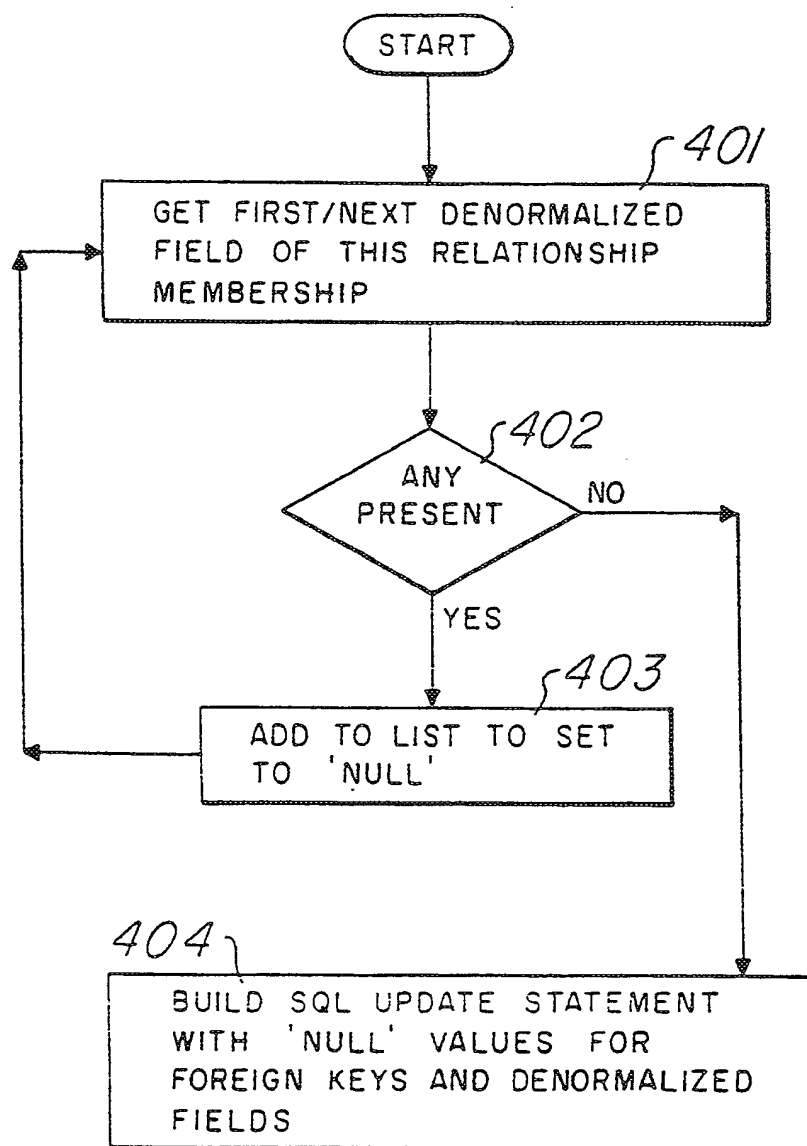 START
401
GET FIRST/NEXT DENORMALIZED
FIELD OF THIS RELATIONSHIP
MEMBERSHIP
402
ANY
PRESENT
NO
YES
403
ADD TO LIST TO SET
TO 'NULL'
404
BUILD SQL UPDATE STATEMENT
WITH 'NULL' VALUES FOR
FOREIGN KEYS AND DENORMALIZED
FIELDS